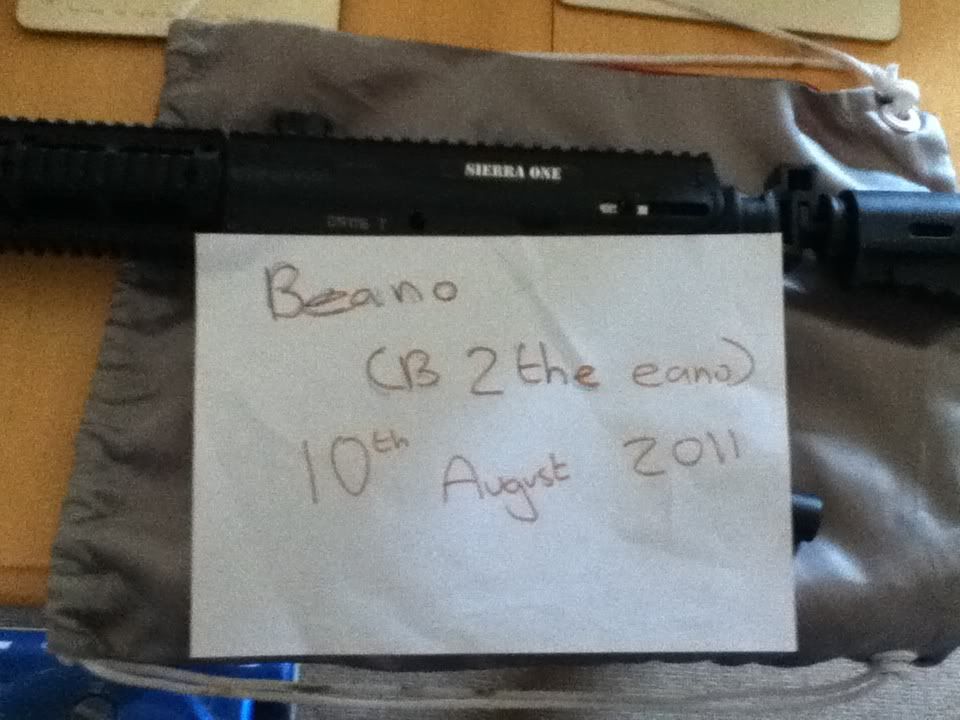 SIERRA ONE
Beano
(B 2 the eano)
10th August 2011